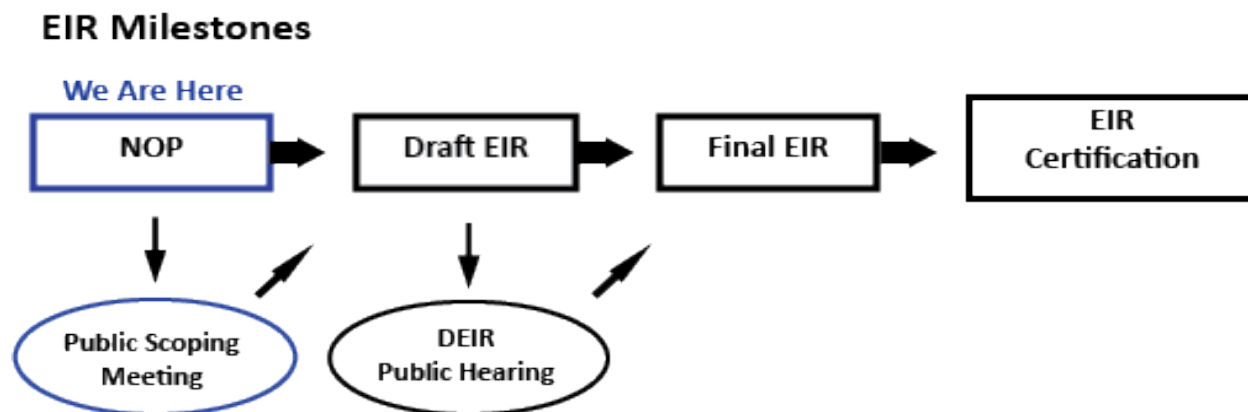 EIR Milestones
We Are Here
NOP
Draft EIR
Final EIR
EIR
Certification
Public Scoping
Meeting
DEIR
Public Hearing